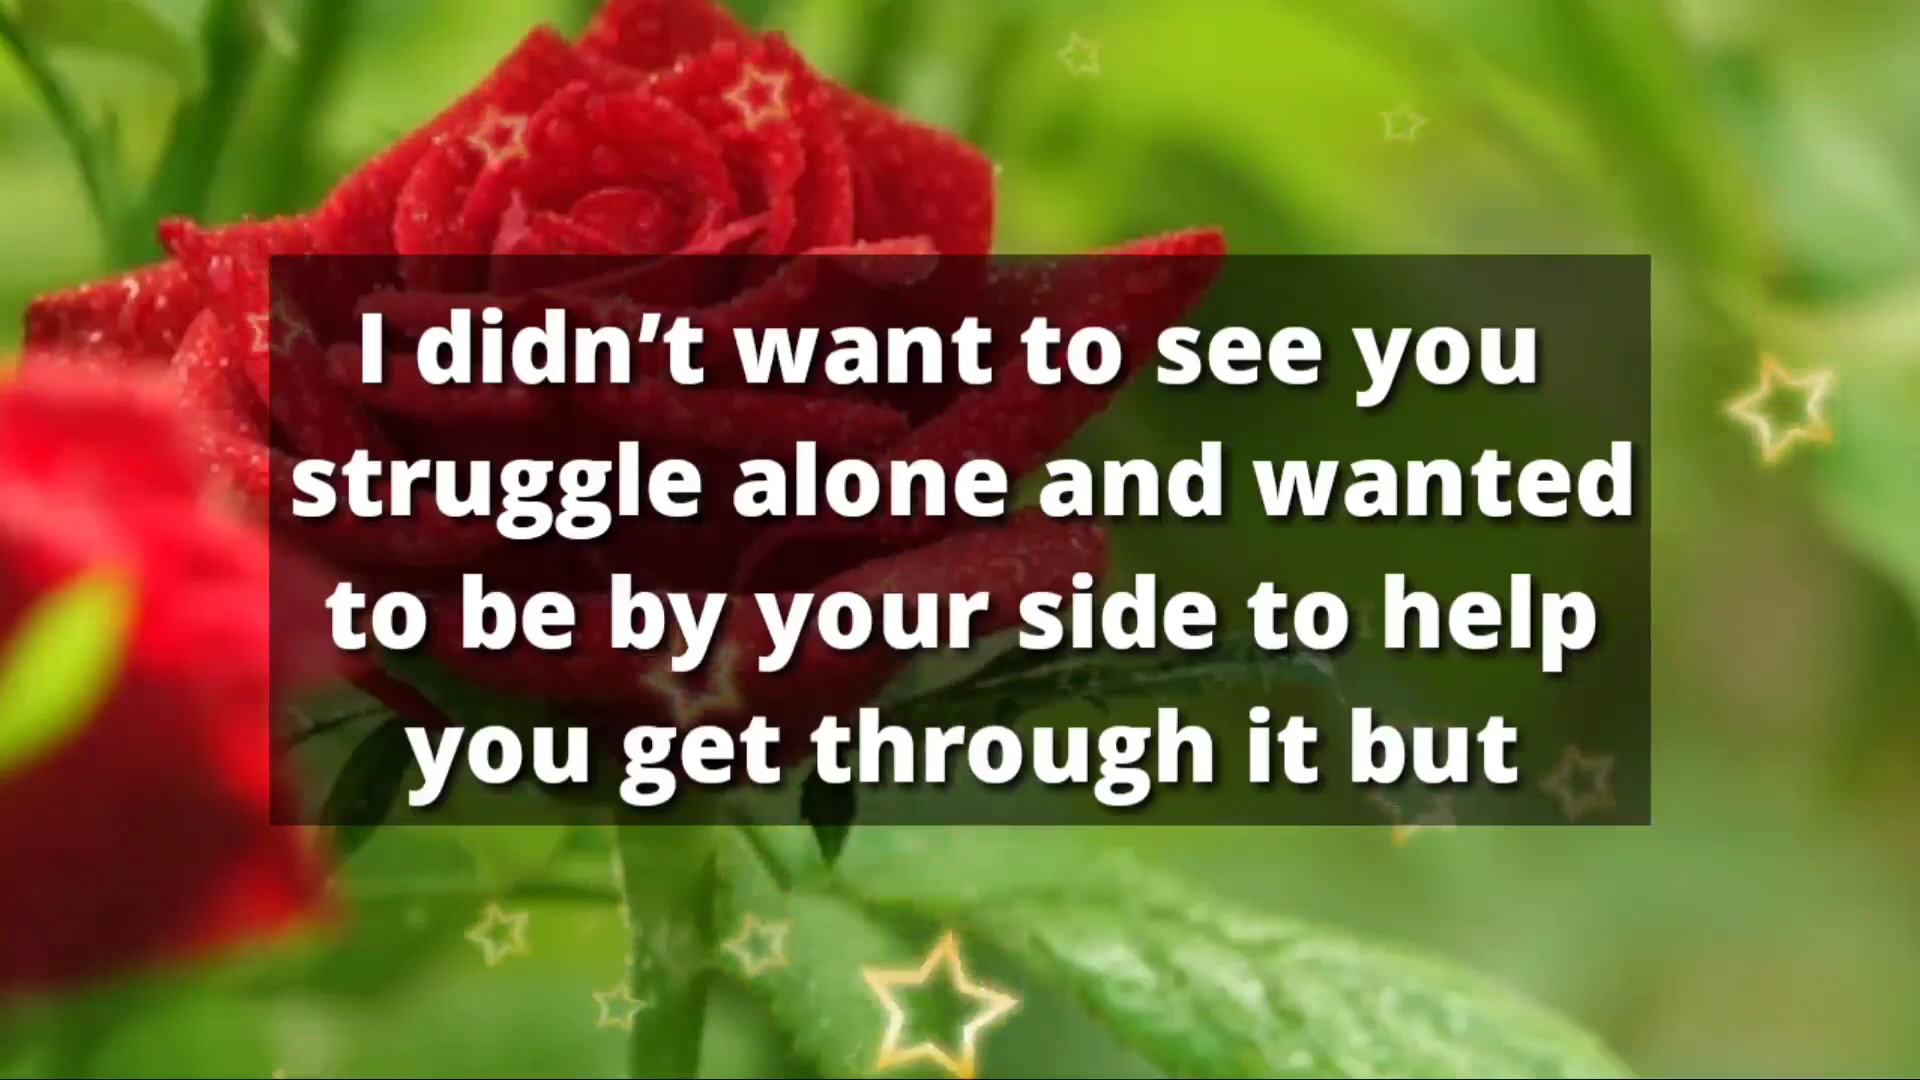 I didn’t want to see you
struggle alone and wanted
to be by your side to help
you get through it but